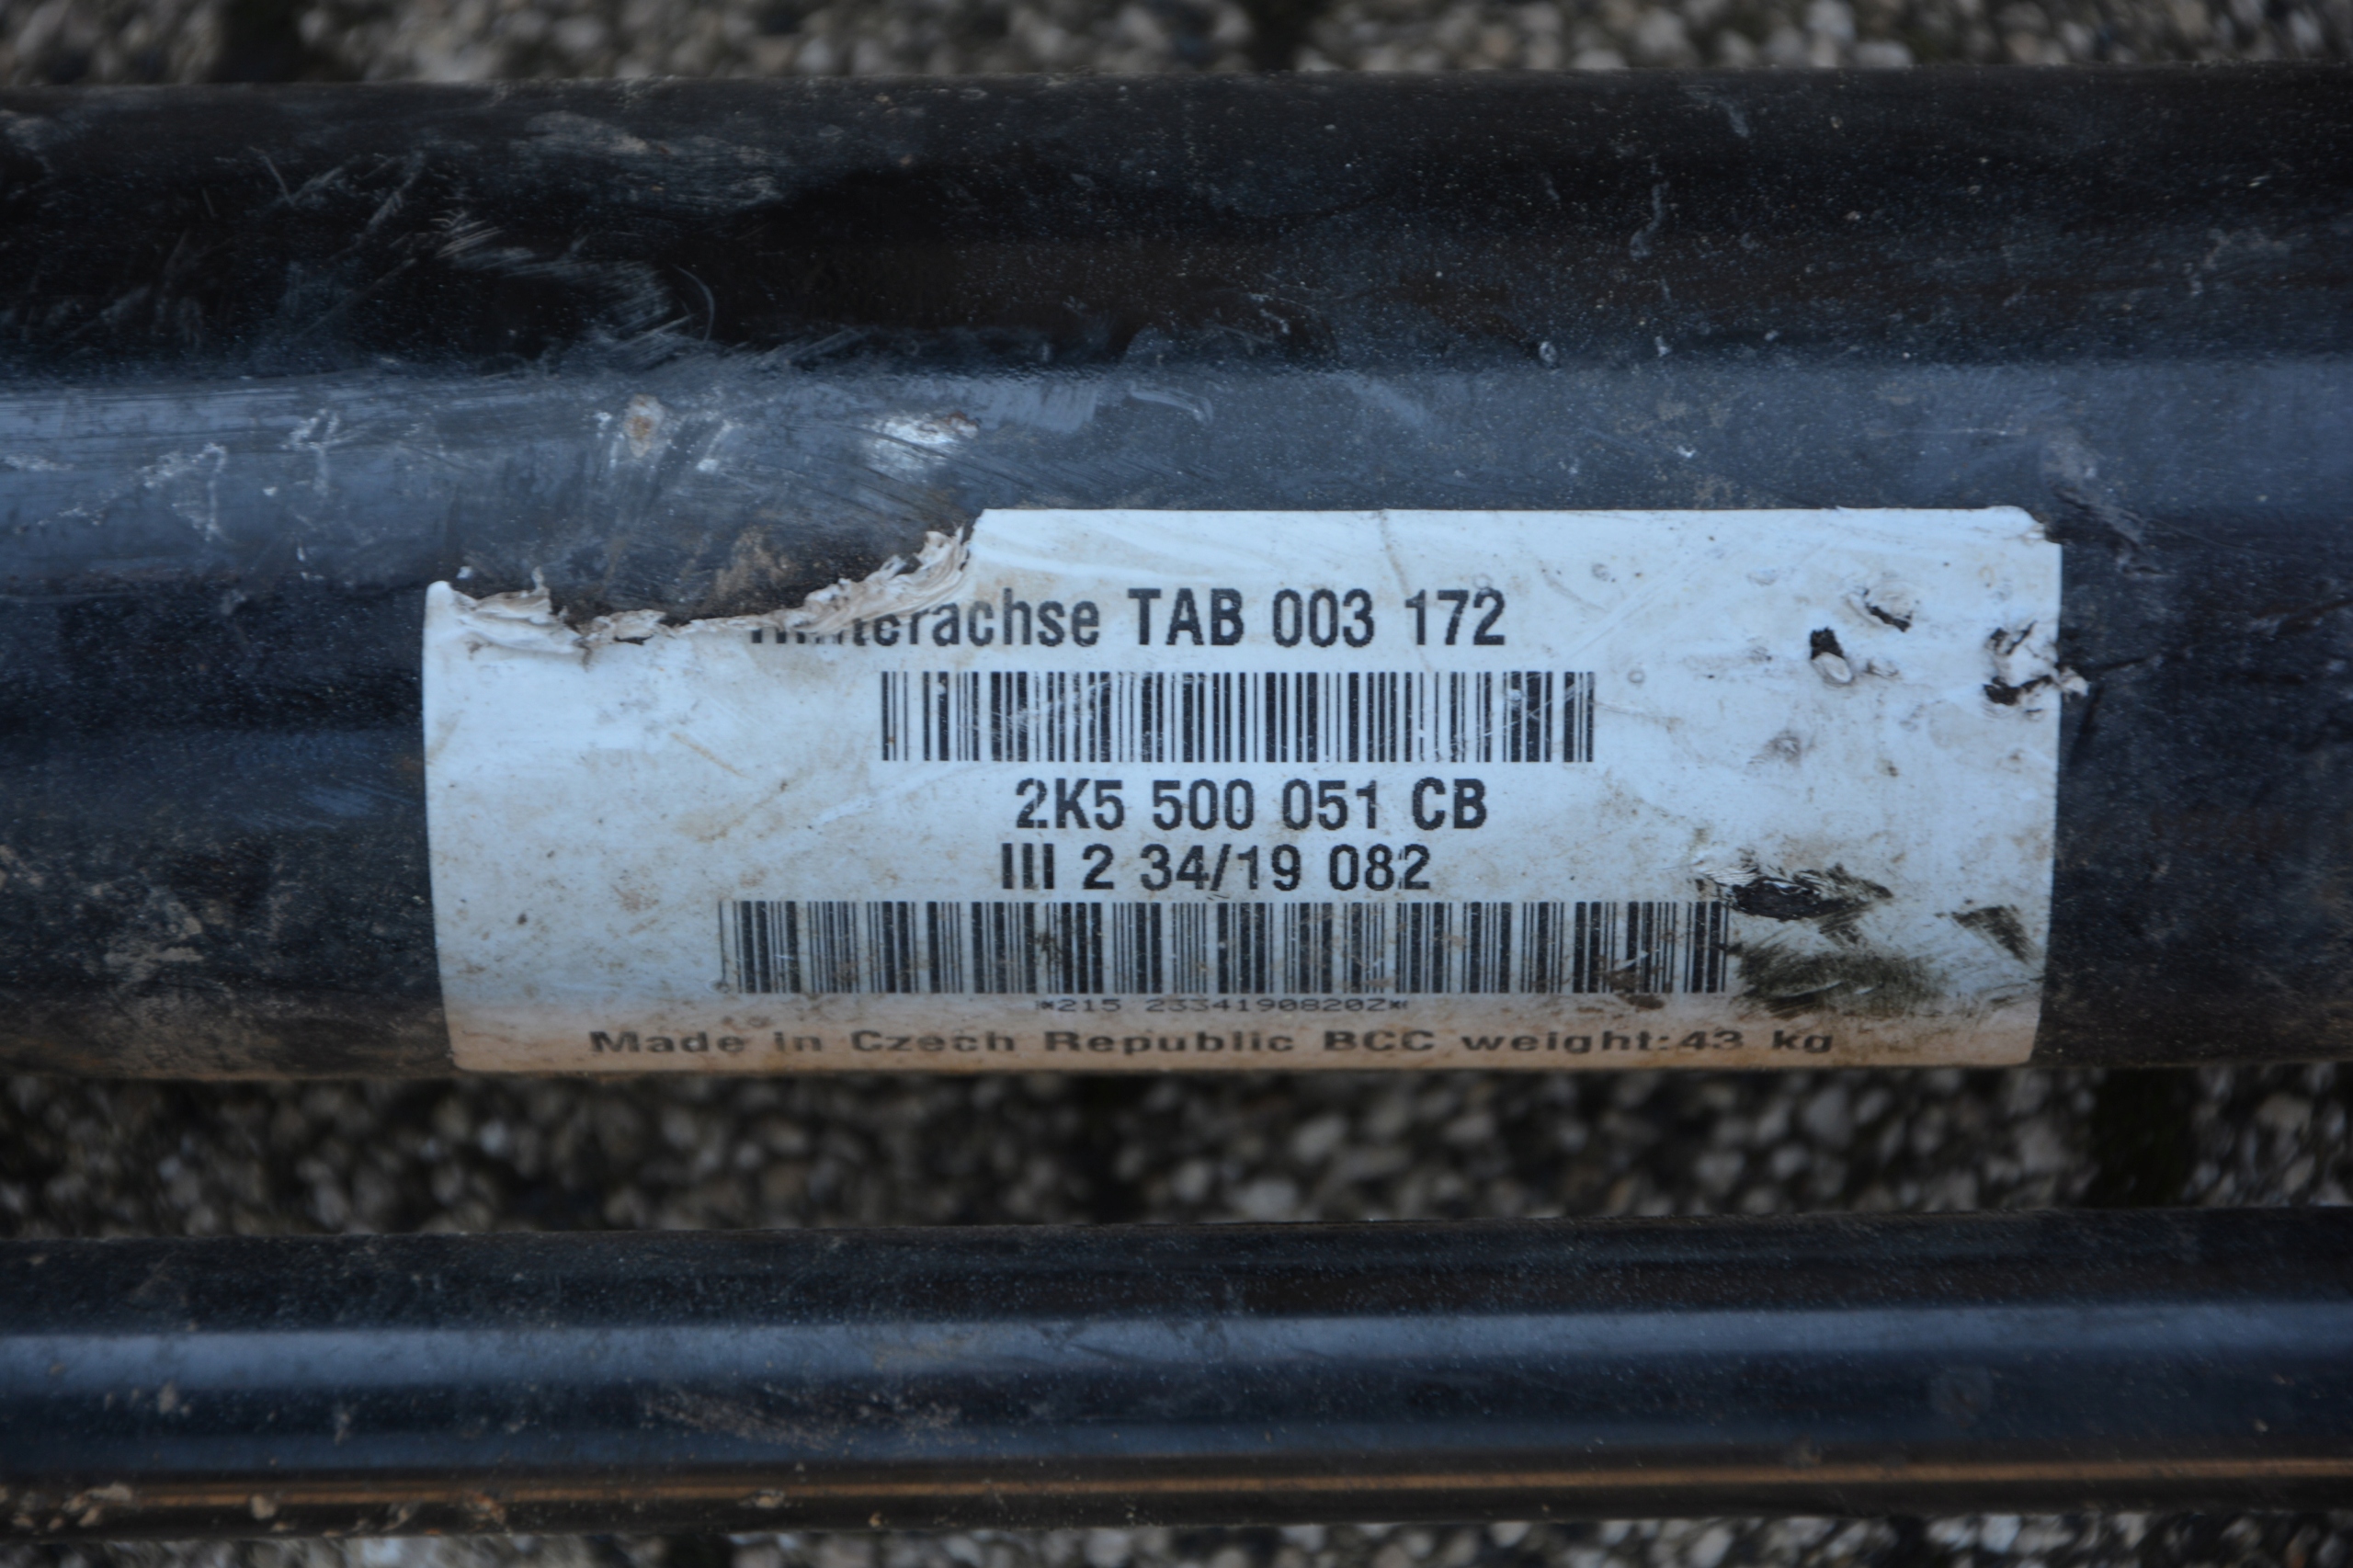 Hinterachse TAB 003 172
2K5 500 051 CB
III 2 34/19 082
*215 2334190820Z*
Made in Czech Republic BCC weight:43 kg